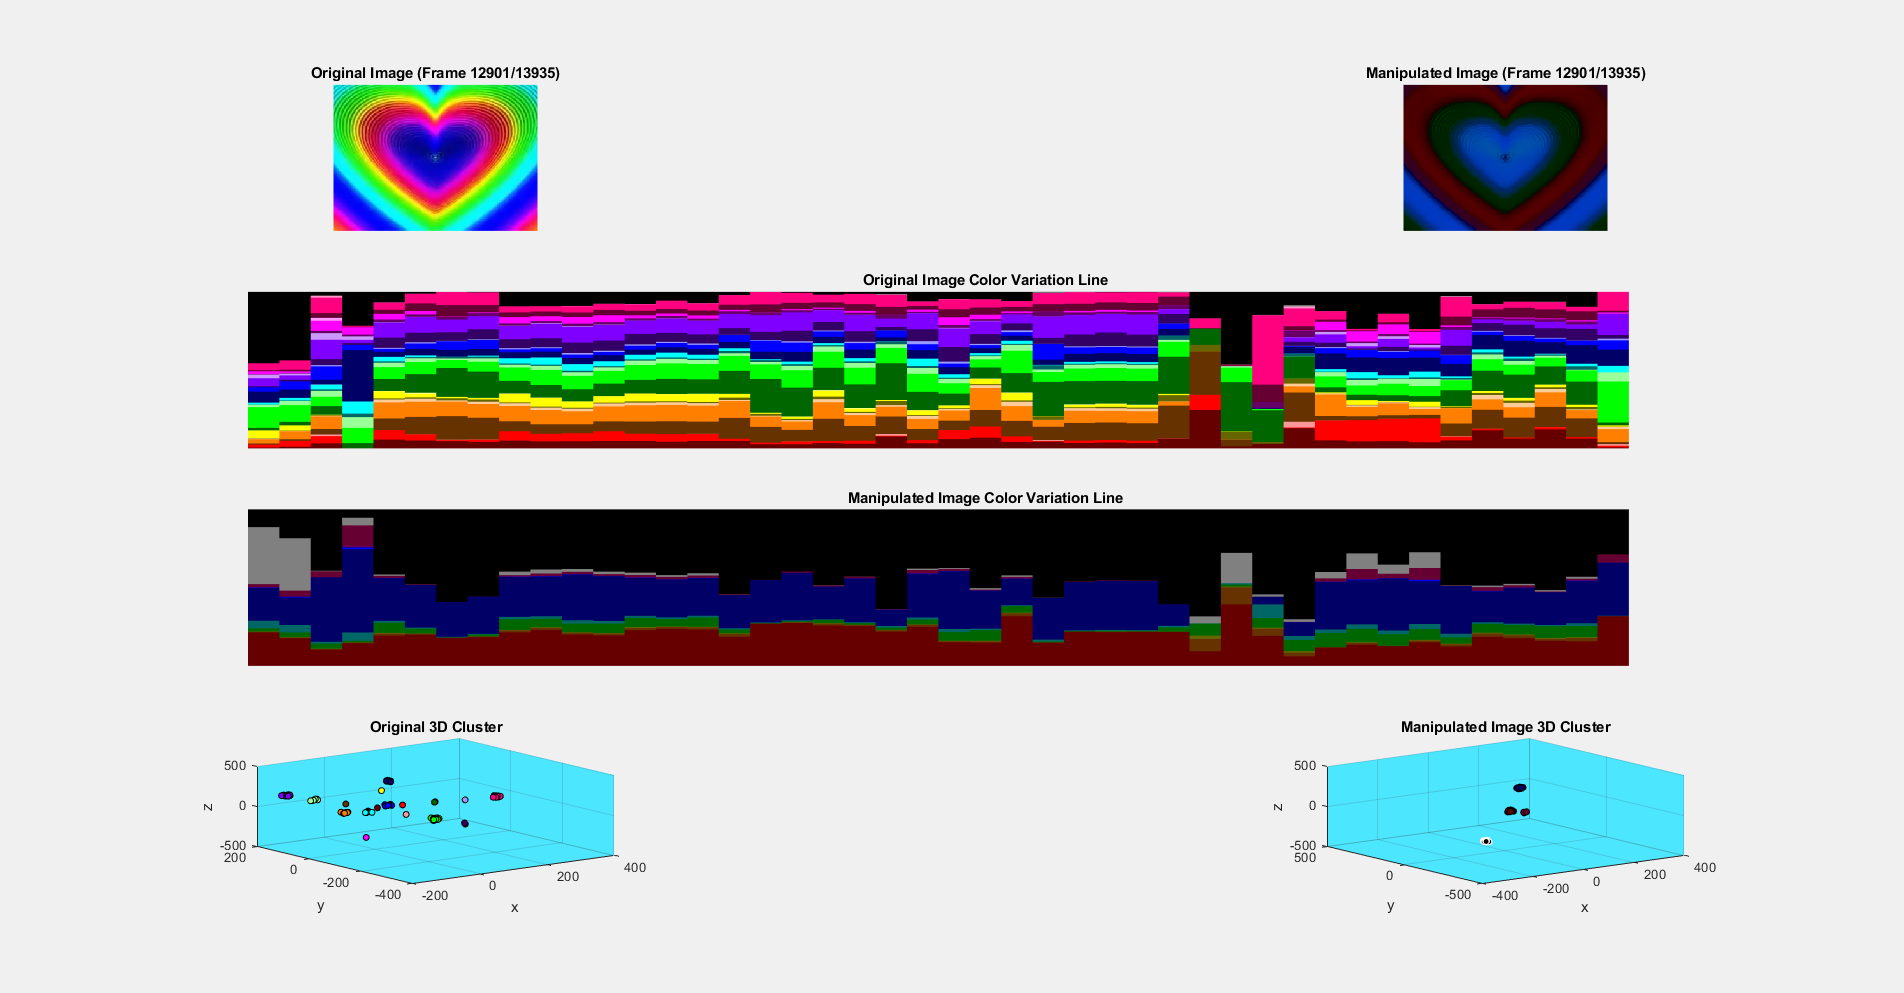 Original Image (Frame 12901/13935)
Manipulated Image (Frame 12901/13935)
Original Image Color Variation Line
Manipulated Image Color Variation Line
Original 3D Cluster
500
0
-500
z
200
0
-200
-400
y
-200
0
200
400
x
Manipulated Image 3D Cluster
500
0
-500
z
500
0
-500
y
-400
-200
0
200
400
x